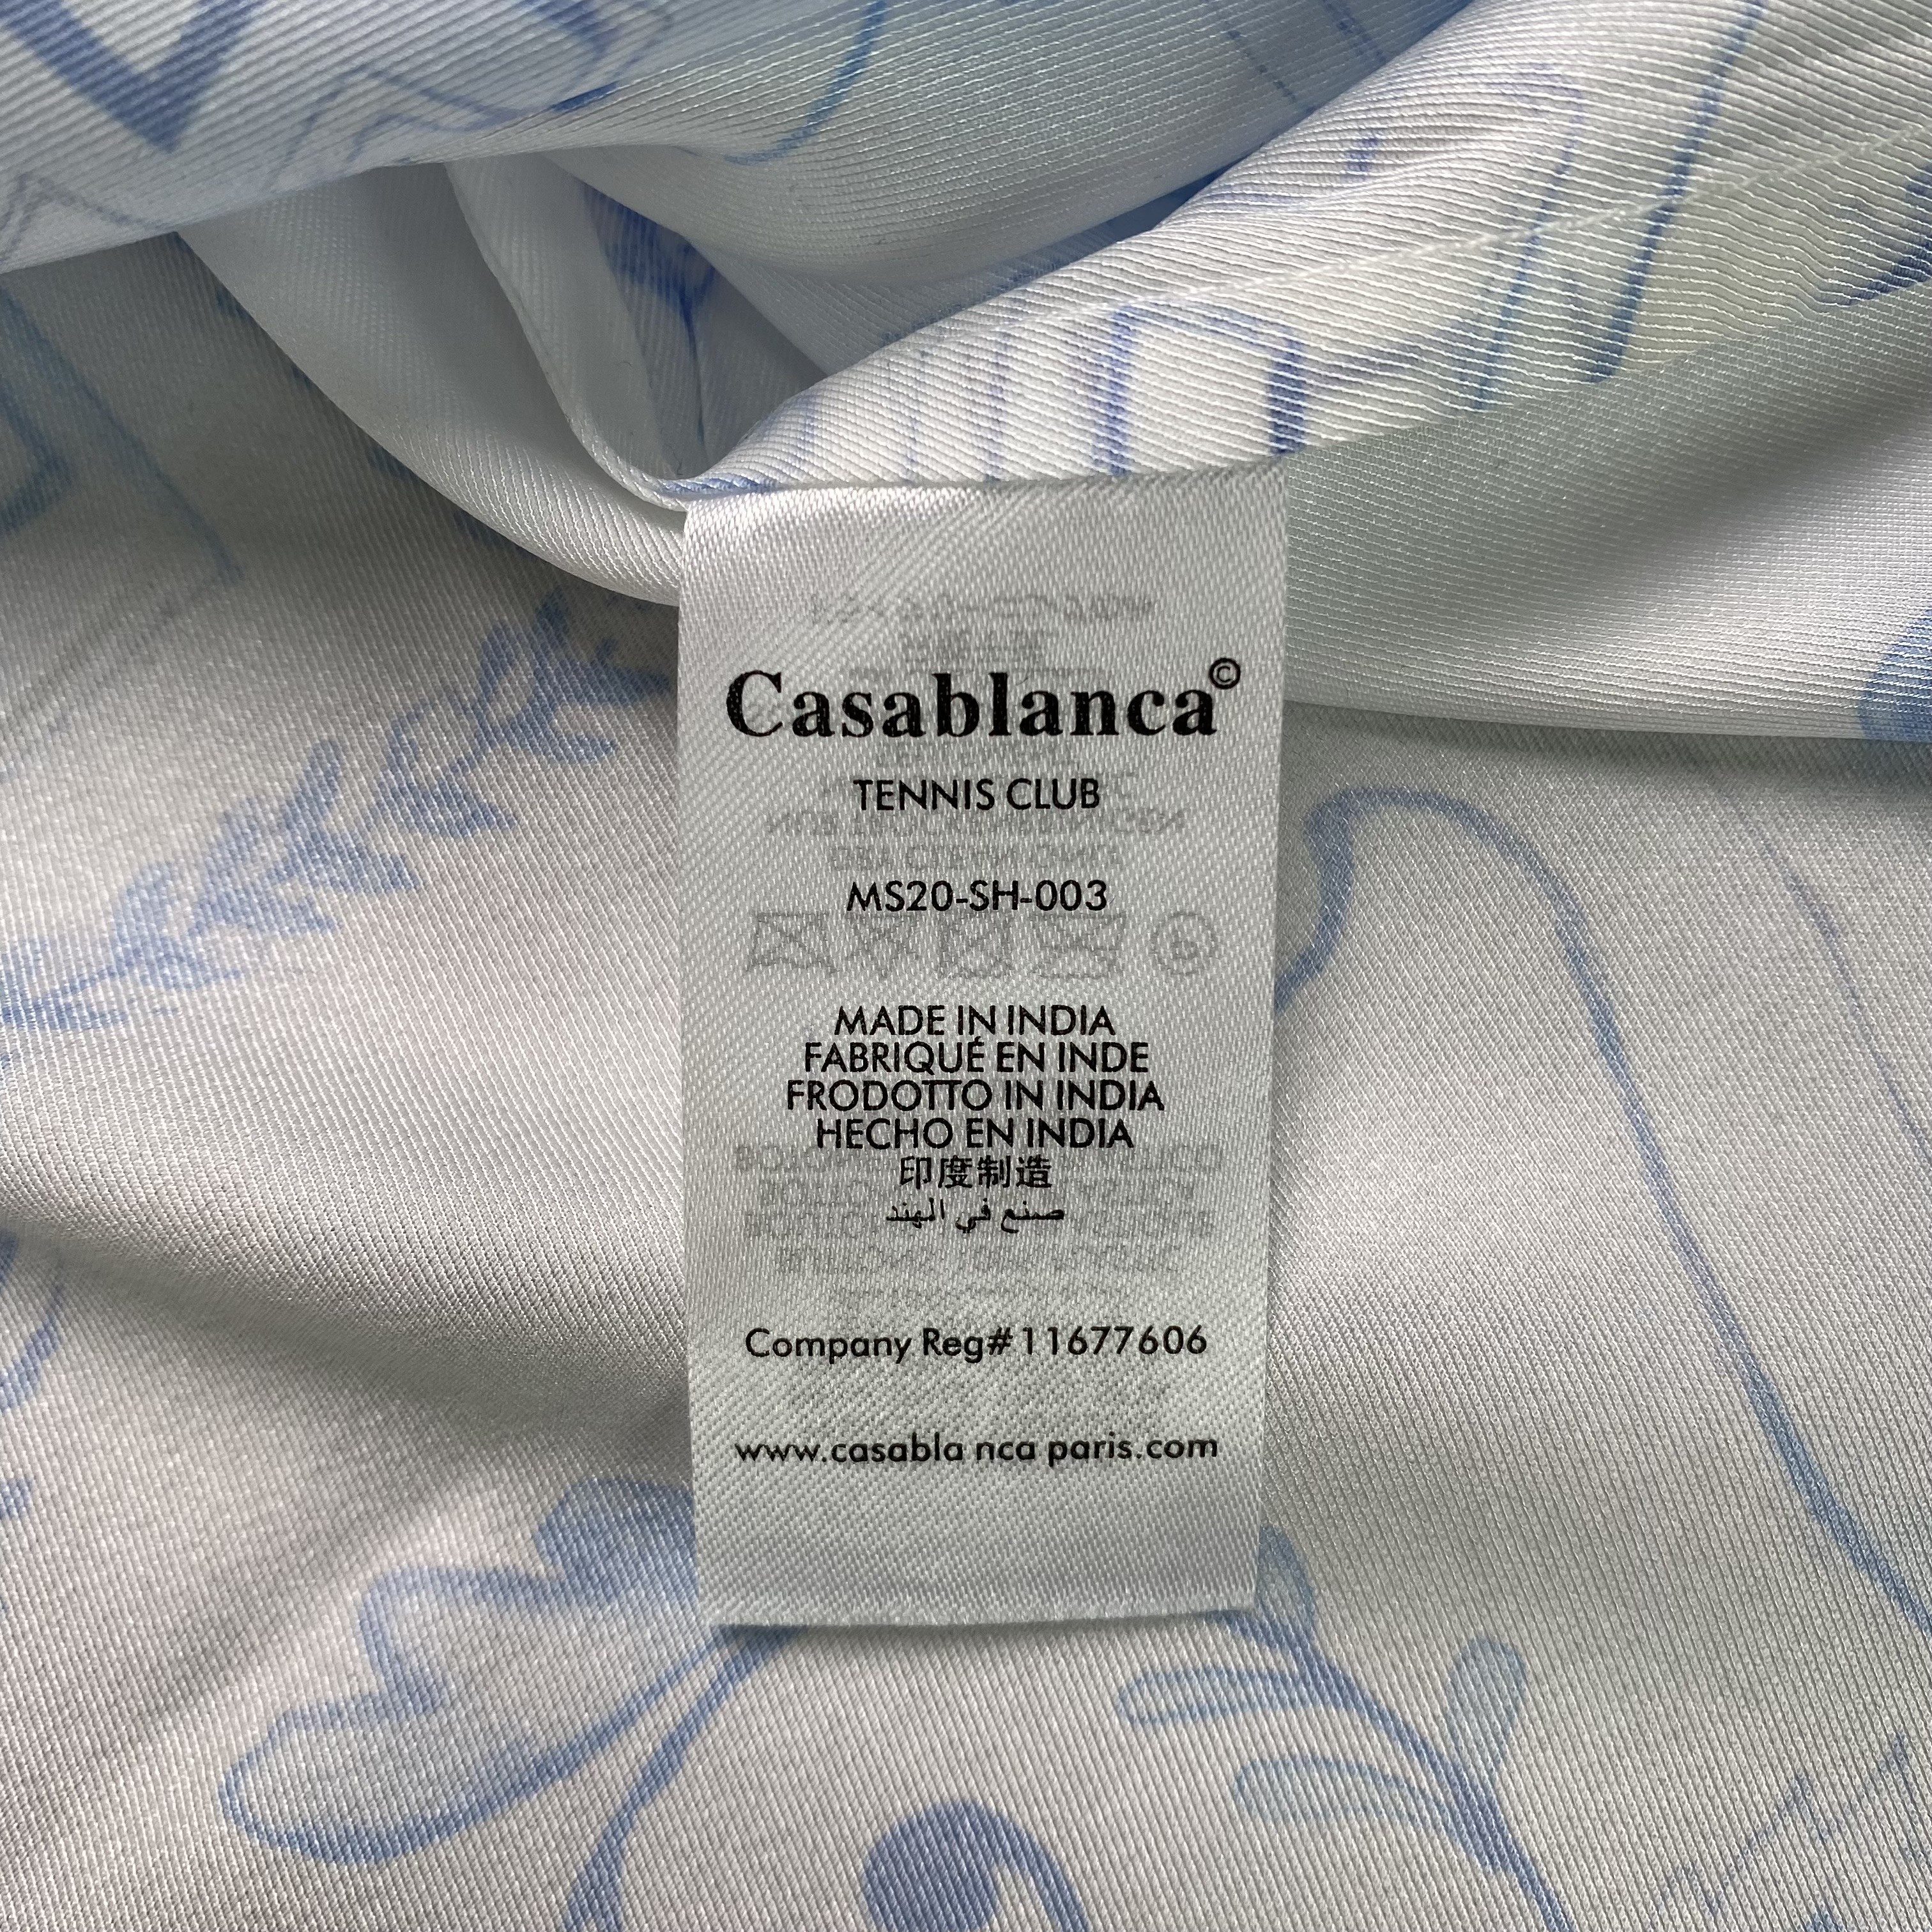 Casablanca©
TENNIS CLUB
MS20-SH-003
MADE IN INDIA
FABRIQUÉ EN INDE
FRODOTTO IN INDIA
HECHO EN INDIA
印度制造
صنع في الهند
Company Reg#11677606
www.casabla nca paris.com